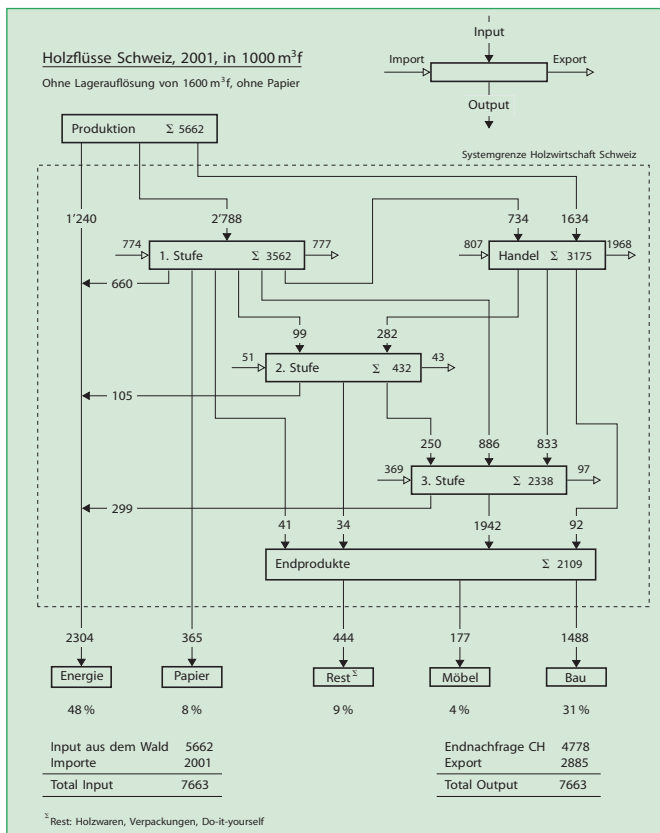 Holzflüsse Schweiz, 2001, in 1000 m³f
Ohne Lagerauflösung von 1600 m³f, ohne Papier
Input
Import Export
Output
Produktion Σ 5662
Systemgrenze Holzwirtschaft Schweiz
1'240 2'788 734 1634
774 1. Stufe Σ 3562 777 807 Handel Σ 3175 1968
660
99 282
51 2. Stufe Σ 432 43
105
250 886 833
369 3. Stufe Σ 2338 97
299
41 34 1942 92
Endprodukte Σ 2109
2304 365 444 177 1488
Energie Papier Rest Σ Möbel Bau
48 % 8 % 9 % 4 % 31 %
Input aus dem Wald 5662 Endnachfrage CH 4778
Importe 2001 Export 2885
Total Input 7663 Total Output 7663
Σ Rest: Holzwaren, Verpackungen, Do-it-yourself